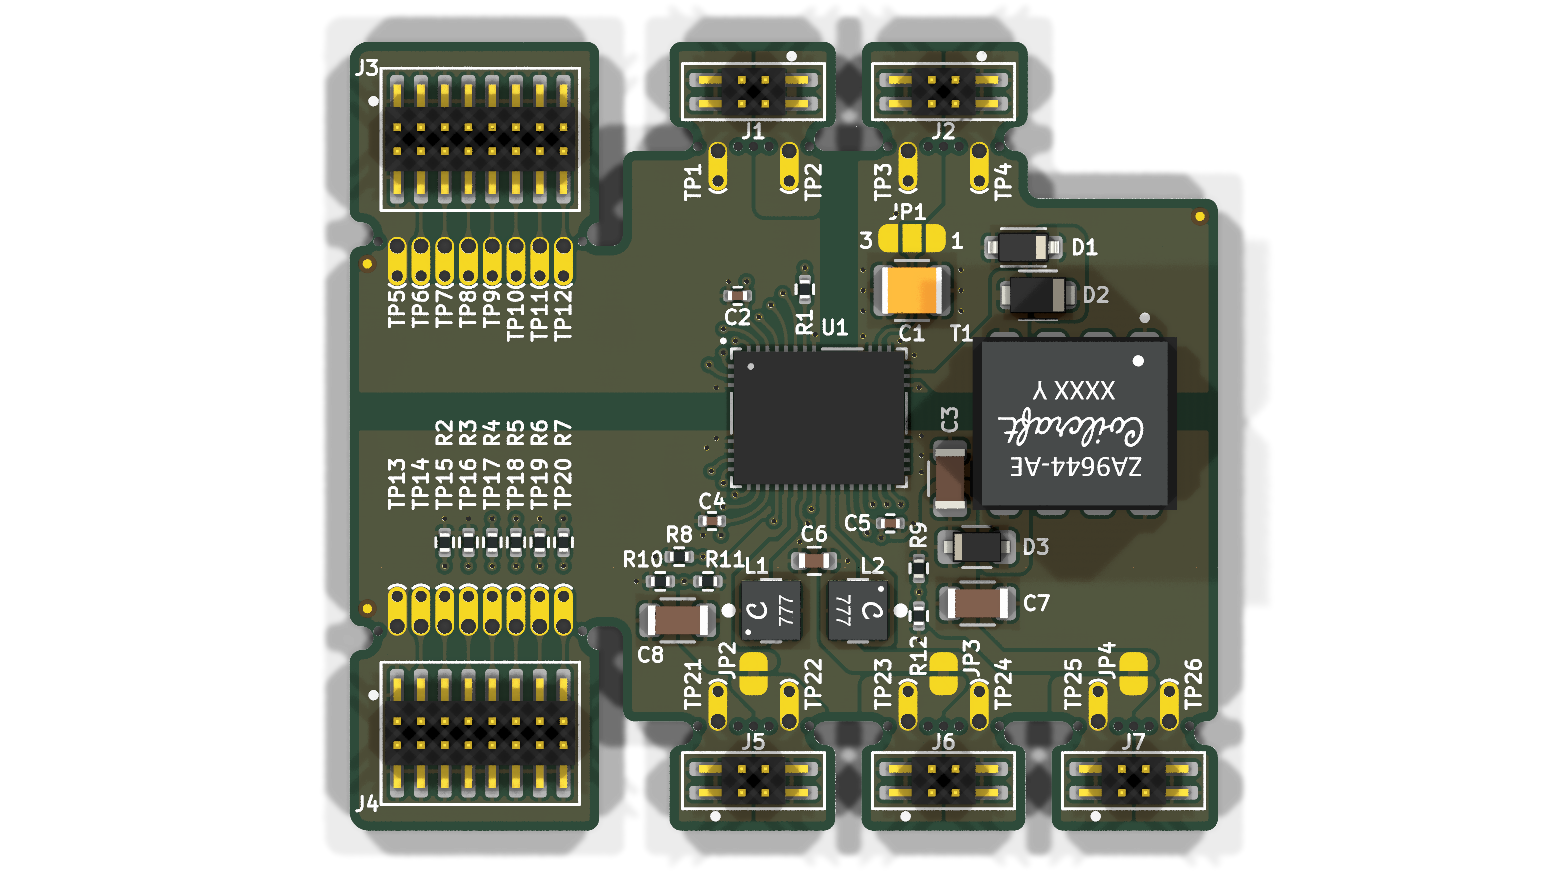 J3
J1
J2
TP1
TP2
TP3
TP4
JP1
3
1
D1
D2
TP5
TP6
TP7
TP8
TP9
TP10
TP11
TP12
C2
R1
U1
C1
T1
XXXX Y
Coilcraft
ZA9644-AE
C3
R2
R3
R4
R5
R6
R7
TP13
TP14
TP15
TP16
TP17
TP18
TP19
TP20
C4
C5
R8
C6
R9
D3
R10
R11
L1
L2
C
777
777
C
C7
C8
JP2
R12
JP3
JP4
TP21
TP22
TP23
TP24
TP25
TP26
J5
J6
J7
J4